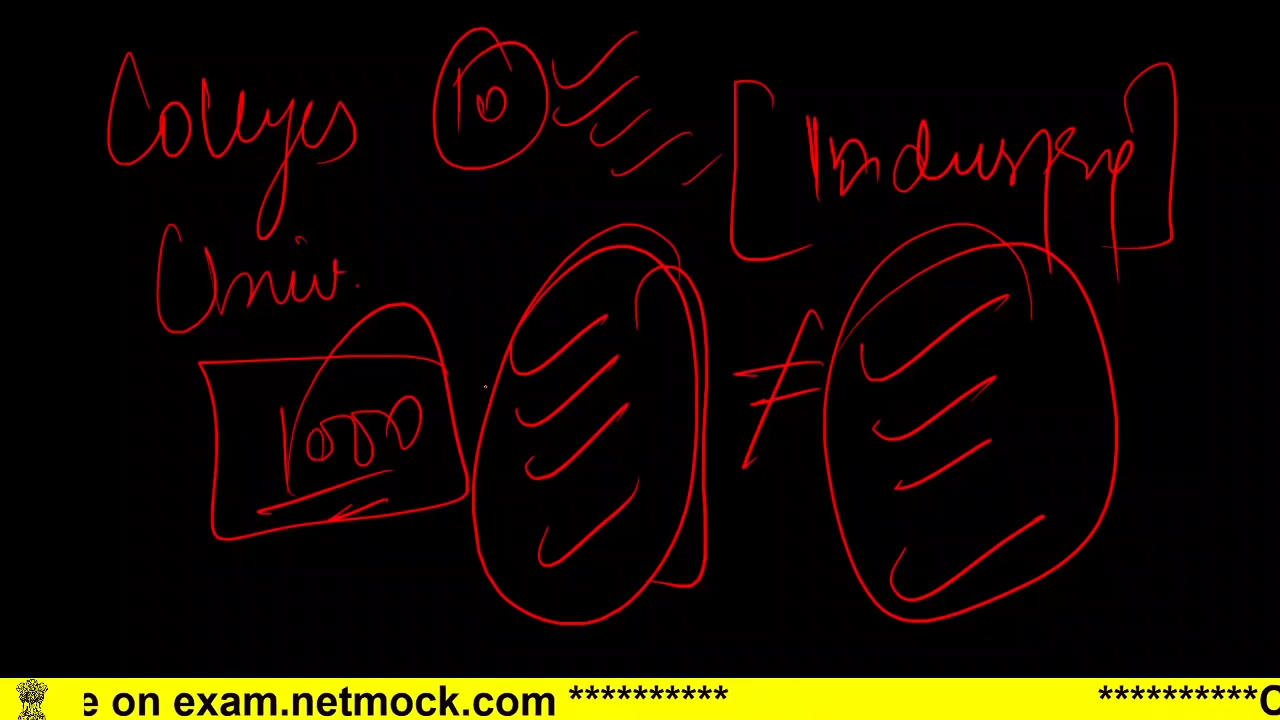 Colleges 10 [Industry]
Univ.
1000 ≠
e on exam.netmock.com ********** **********C